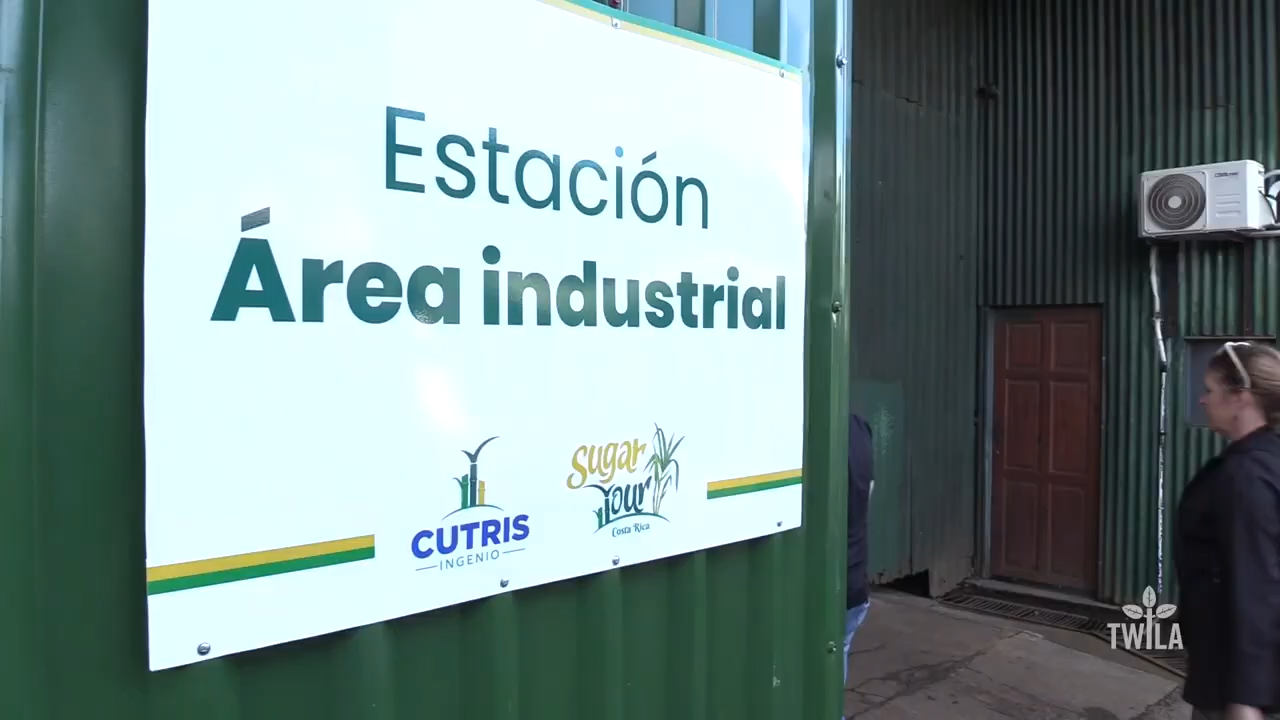 Estación
Área industrial
CUTRIS
INGENIO
Sugar
Tour
Costa Rica
TWILA